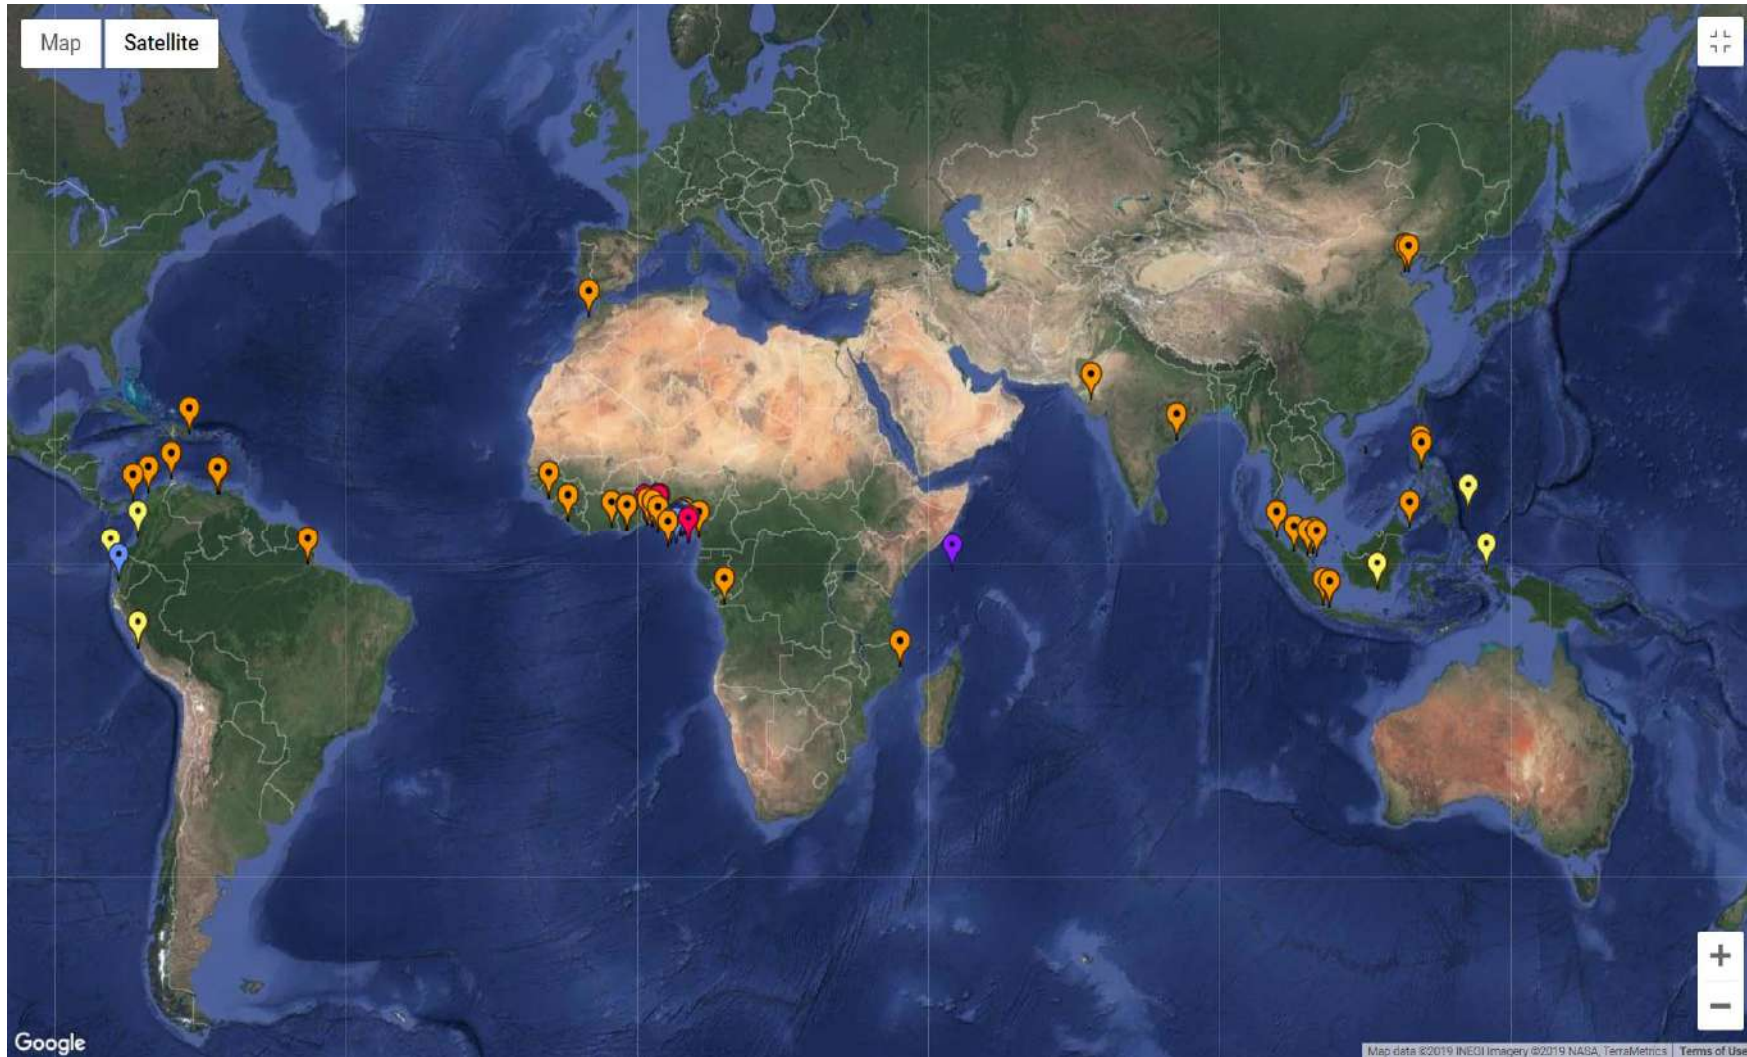 Map Satellite
Google
Map data ©2019 INEGI Imagery ©2019 NASA, TerraMetrics Terms of Use